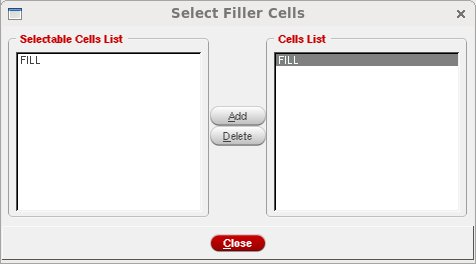 Select Filler Cells
Selectable Cells List
Cells List
FILL
FILL
Add
Delete
Close